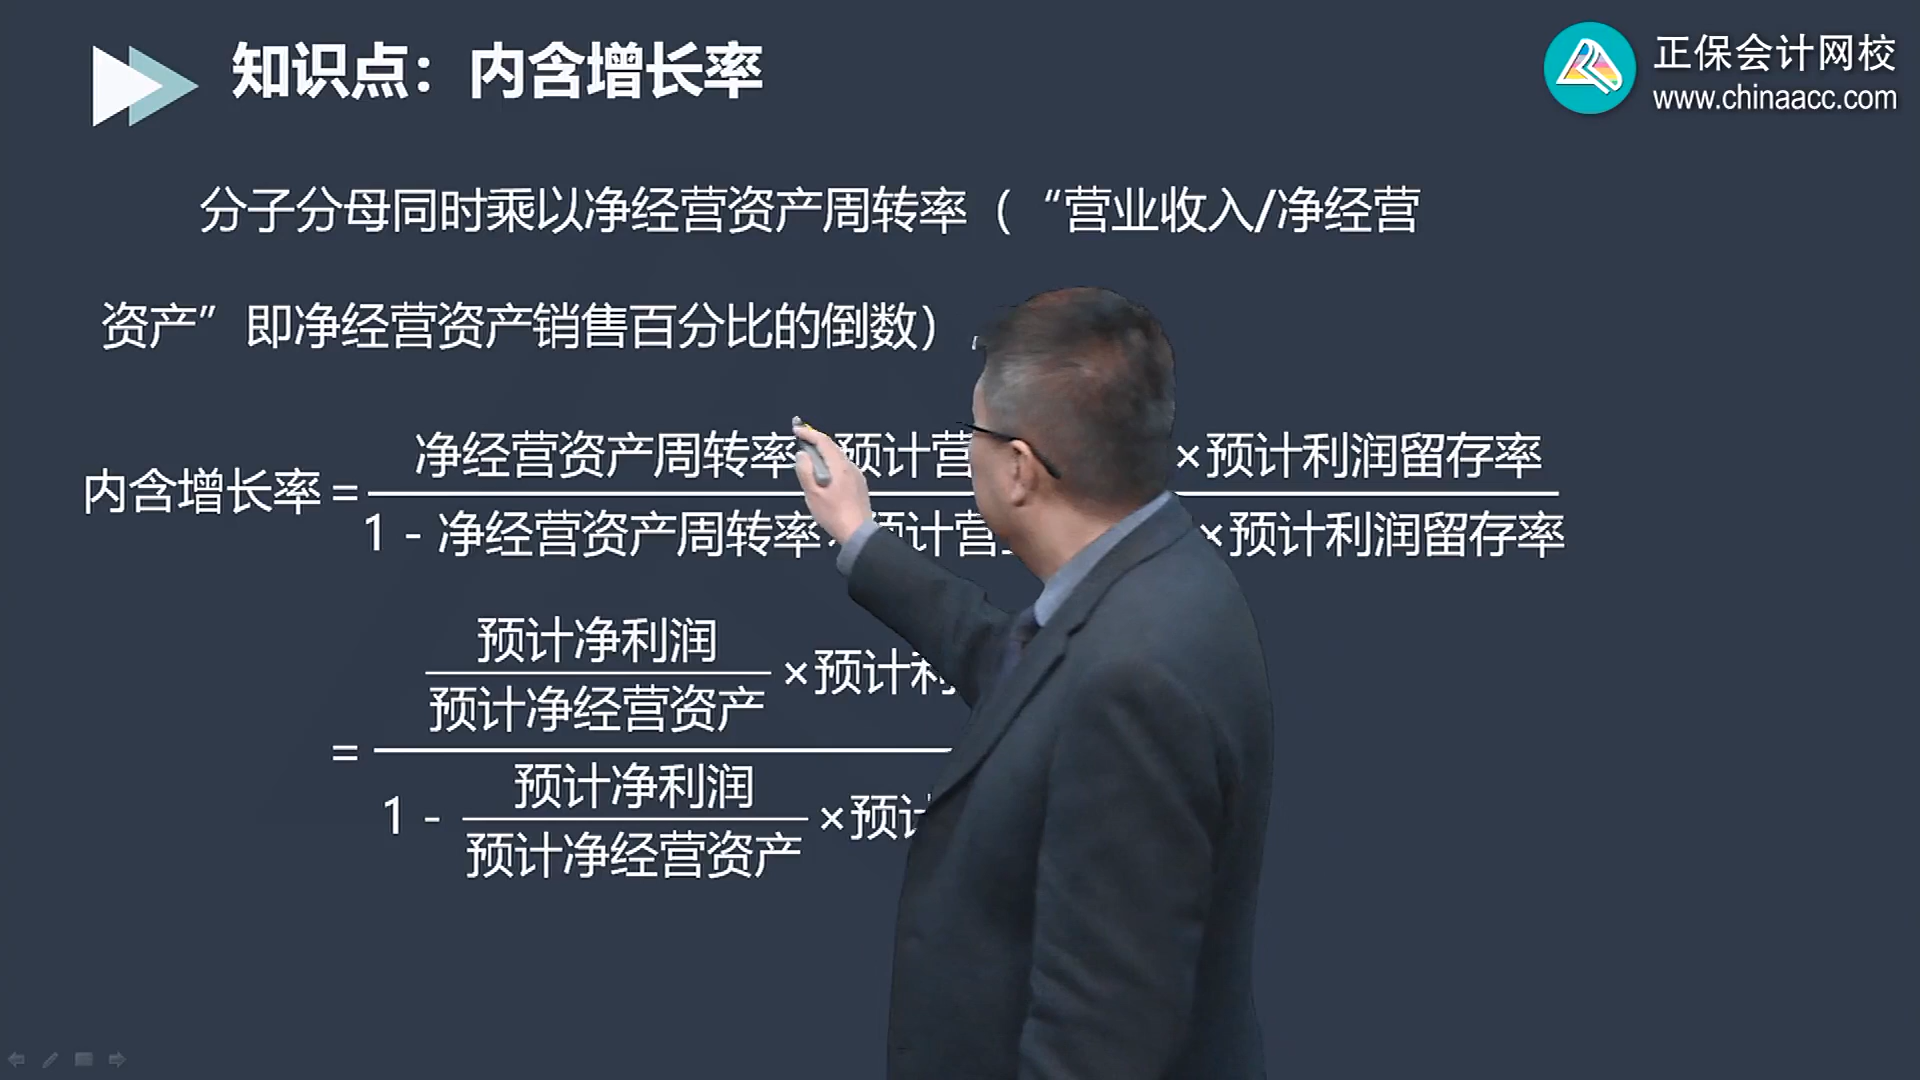 知识点：内含增长率
正保会计网校
www.chinaacc.com
分子分母同时乘以净经营资产周转率（“营业收入/净经营
资产”即净经营资产销售百分比的倒数），
净经营资产周转率 预计营 ×预计利润留存率
内含增长率=
1 - 净经营资产周转率×预计营 ×预计利润留存率
预计净利润
预计净经营资产
×预计利
=
1 -
预计净利润
预计净经营资产
×预计